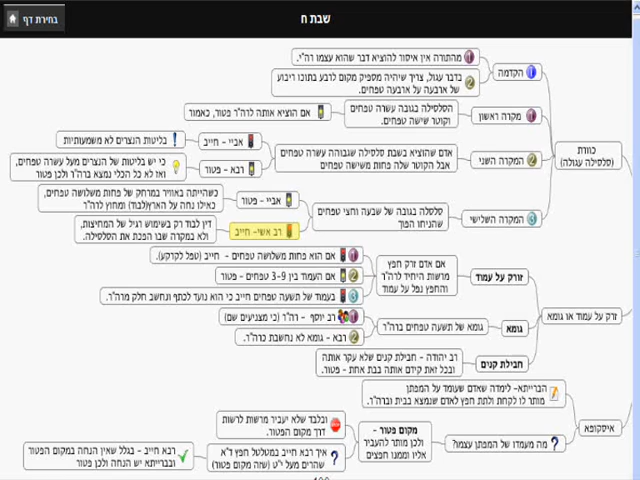 שבת ח
בחירת דף
מהתורה אין איסור להוציא דבר שהוא עצמו רה"י.
הקדמה
בדבר עגול, צריך שיהיה מספיק מקום לרבע בתוכו ריבוע
של ארבעה על ארבעה טפחים.
כוורת
(סלסילה עגולה)
מקרה ראשון
הסלסילה בגובה עשרה טפחים
וקוטר שישה טפחים.
אם הוציא אותה לרה"ר פטור, כאמור
המקרה השני
אדם שהוציא בשבת סלסילה שגבוהה עשרה טפחים
אבל הקוטר שלה פחות משישה טפחים
אביי - חייב
בליטות הנצרים לא משמעותיות
רבא - פטור
כי יש בליטות של הנצרים מעל עשרה טפחים,
ואז לא כל הכלי נמצא ברה"ר ולכן פטור
המקרה השלישי
סלסלה בגובה של שבעה וחצי טפחים
שהניחו הפוך
אביי - פטור
כשהייתה באוויר במרחק של פחות משלושה טפחים,
כאילו נחה על הארץ(לבוד) ומחוץ לרה"ר
רב אשי- חייב
דין לבוד רק בשימוש רגיל של המחיצות,
ולא במקרה שבו הפכת את הסלסילה.
זרק על עמוד או גומא
זורק על עמוד
אם אדם זרק חפץ
מרשות היחיד לרה"ר
והחפץ נפל על עמוד
אם הוא פחות משלושה טפחים - חייב (טפל לקרקע).
אם העמוד בין 3-9 טפחים - פטור
בעמוד של תשעה טפחים חייב כי הוא נועד לכתף ונחשב חלק מרה"ר.
גומא
גומא של תשעה טפחים ברה"ר
רב יוסף - רה"ר (כי מצניעים שם)
רבא - גומא לא נחשבת כרה"ר.
חבילת קנים
רב יהודה - חבילת קנים שלא עקר אותה
ובכל זאת קידם אותה בבת אחת - פטור.
איסקופא
הברייתא- לימדה שאדם שעומד על המפתן
מותר לו לקחת ולתת חפץ לאדם שנמצא בבית וברה"ר.
מה מעמדו של המפתן עצמו?
מקום פטור -
ולכן מותר להעביר
אליו וממנו חפצים
ובלבד שלא יעביר מרשות לרשות
דרך מקום הפטור.
איך רבא חייב במטלטל חפץ ד"א
שהרים מעל י"ט (שזה מקום פטור)
רבא חייב - בגלל שאין הנחה במקום הפטור
ובברייתא יש הנחה ולכן פטור